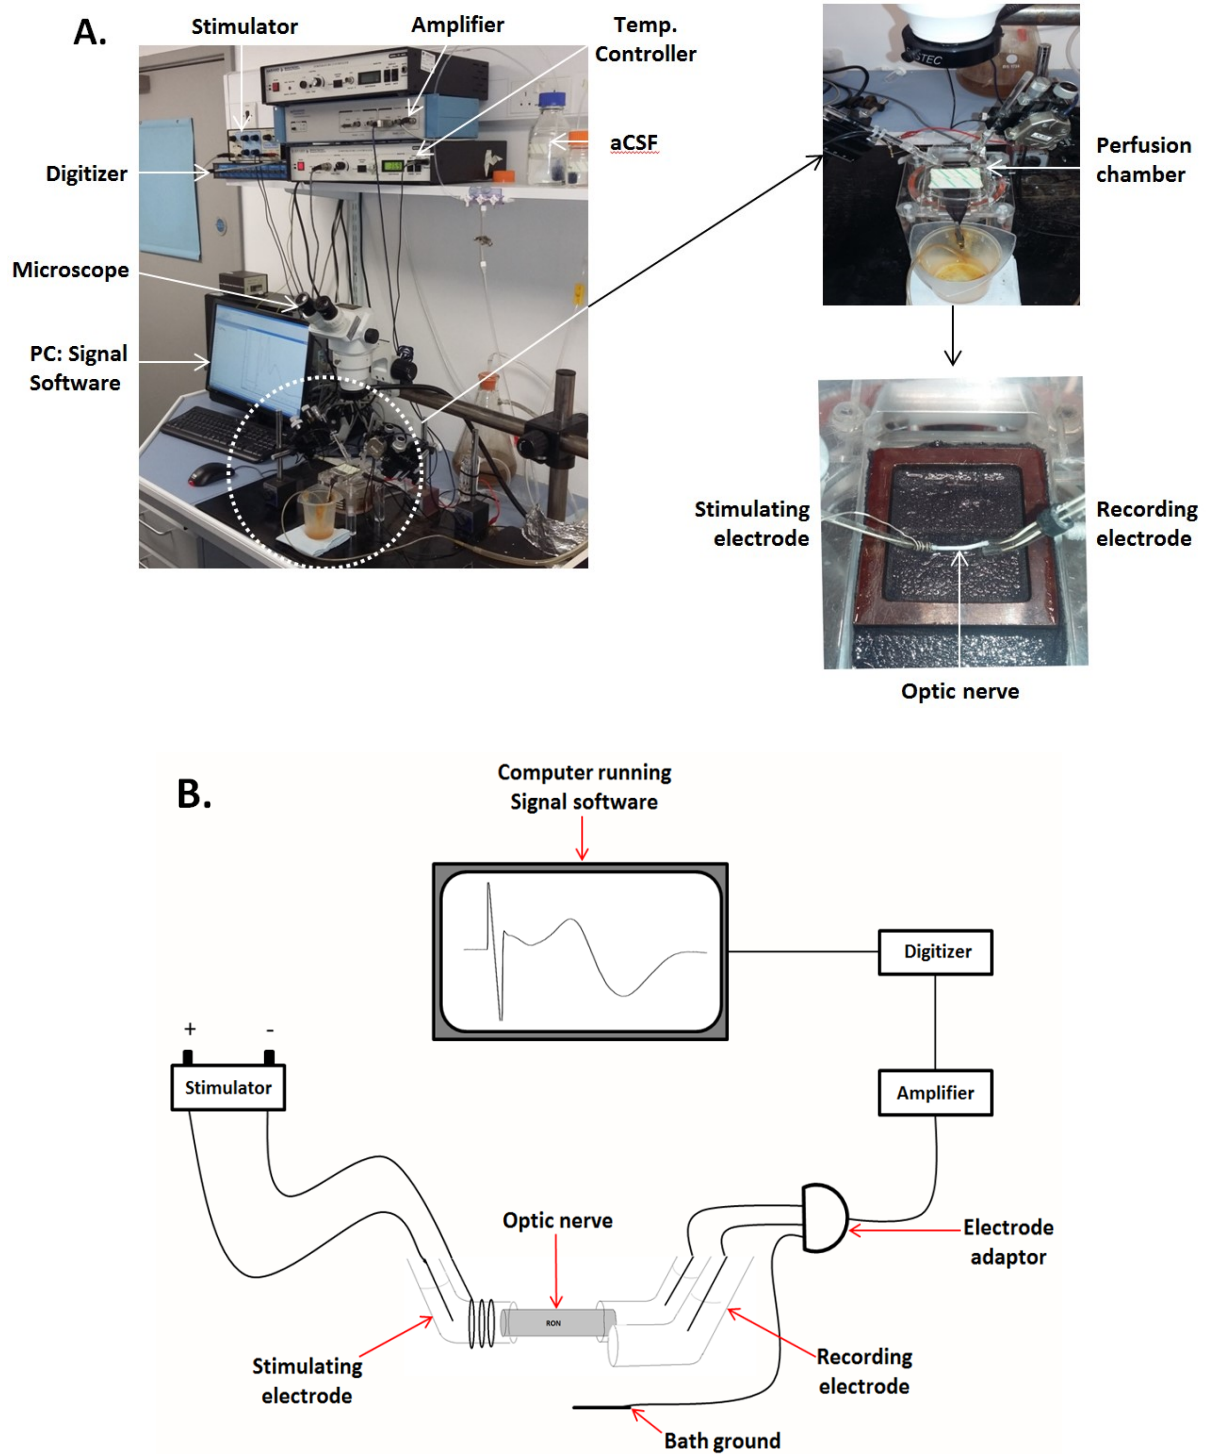 A.
Stimulator
Amplifier
Temp.
Controller
Digitizer
aCSF
Microscope
PC: Signal
Software
Perfusion
chamber
Stimulating
electrode
Recording
electrode
Optic nerve
B.
Computer running
Signal software
Digitizer
+ -
Stimulator
Amplifier
Optic nerve
Electrode
adaptor
RON
Stimulating
electrode
Recording
electrode
Bath ground